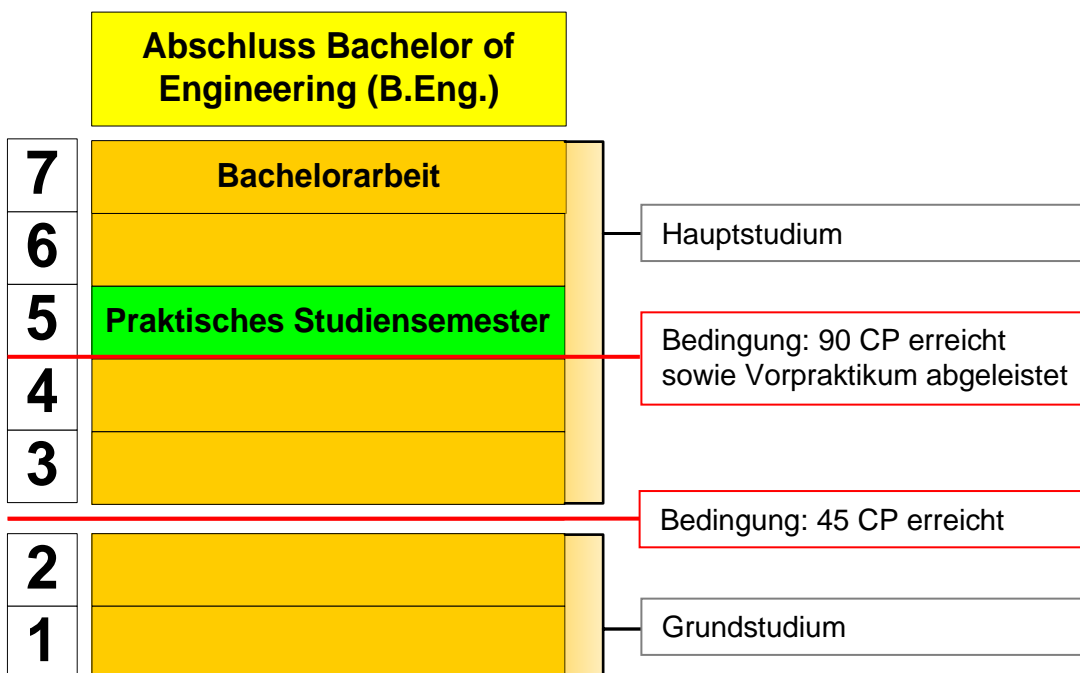 Abschluss Bachelor of
Engineering (B.Eng.)
7
Bachelorarbeit
6
Hauptstudium
5
Praktisches Studiensemester
Bedingung: 90 CP erreicht
sowie Vorpraktikum abgeleistet
4
3
Bedingung: 45 CP erreicht
2
1
Grundstudium